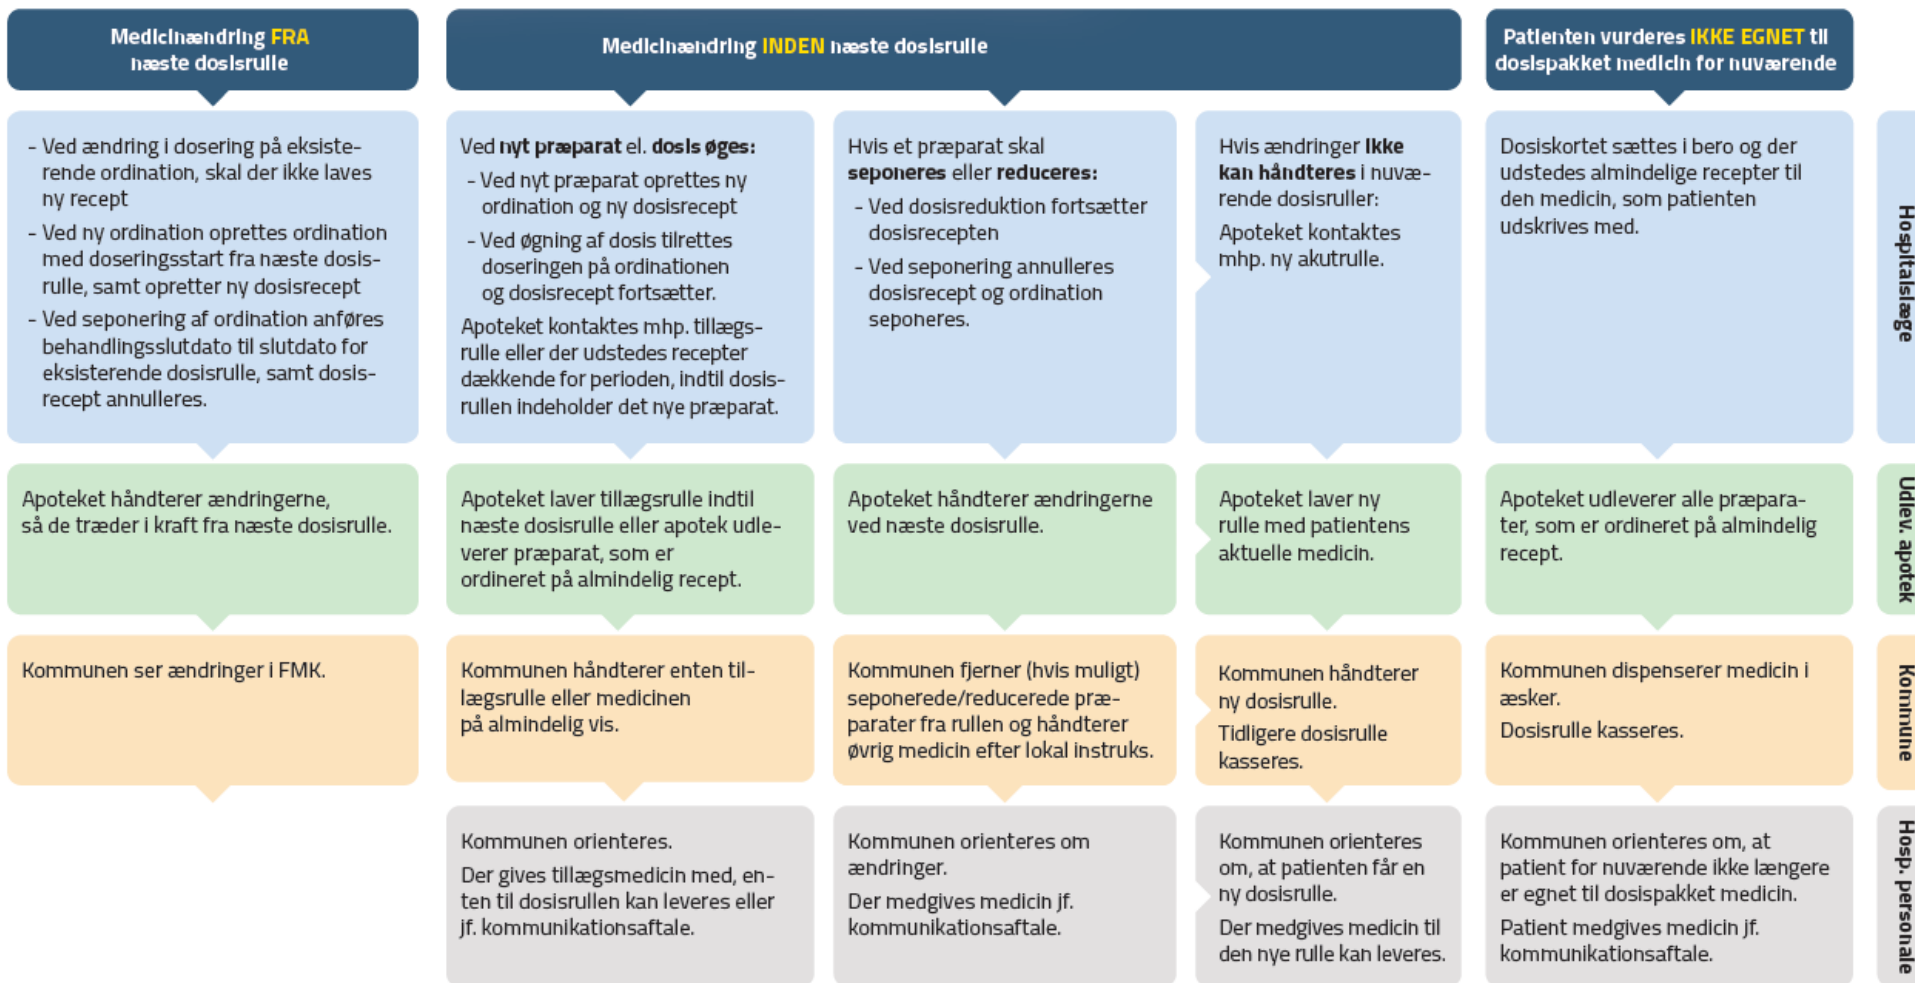 Medicinændring FRA
næste dosisrulle
Medicinændring INDEN næste dosisrulle
Patienten vurderes IKKE EGNET til
dosispakket medicin for nuværende
- Ved ændring i dosering på eksiste-
rende ordination, skal der ikke laves
ny recept
- Ved ny ordination oprettes ordination
med doseringsstart fra næste dosis-
rulle, samt opretter ny dosisrecept
- Ved seponering af ordination anføres
behandlingsslutdato til slutdato for
eksisterende dosisrulle, samt dosis-
recept annulleres.
Ved nyt præparat el. dosis øges:
- Ved nyt præparat oprettes ny
ordination og ny dosisrecept
- Ved øgning af dosis tilrettes
doseringen på ordinationen
og dosisrecept fortsætter.
Apoteket kontaktes mhp. tillægs-
rulle eller der udstedes recepter
dækkende for perioden, indtil dosis-
rullen indeholder det nye præparat.
Hvis et præparat skal
seponeres eller reduceres:
- Ved dosisreduktion fortsætter
dosisrecepten
- Ved seponering annulleres
dosisrecept og ordination
seponeres.
Hvis ændringer ikke
kan håndteres i nuvæ-
rende dosisruller:
Apoteket kontaktes
mhp. ny akutrulle.
Dosiskortet sættes i bero og der
udstedes almindelige recepter til
den medicin, som patienten
udskrives med.
Hospitalslæge
Apoteket håndterer ændringerne,
så de træder i kraft fra næste dosisrulle.
Apoteket laver tillægsrulle indtil
næste dosisrulle eller apotek udle-
verer præparat, som er
ordineret på almindelig recept.
Apoteket håndterer ændringerne
ved næste dosisrulle.
Apoteket laver ny
rulle med patientens
aktuelle medicin.
Apoteket udleverer alle præpara-
ter, som er ordineret på almindelig
recept.
Udlev. apotek
Kommunen ser ændringer i FMK.
Kommunen håndterer enten til-
lægsrulle eller medicinen
på almindelig vis.
Kommunen fjerner (hvis muligt)
seponerede/reducerede præ-
parater fra rullen og håndterer
øvrig medicin efter lokal instruks.
Kommunen håndterer
ny dosisrulle.
Tidligere dosisrulle
kasseres.
Kommunen dispenserer medicin i
æsker.
Dosisrulle kasseres.
Kommune
Kommunen orienteres.
Der gives tillægsmedicin med, en-
ten til dosisrullen kan leveres eller
jf. kommunikationsaftale.
Kommunen orienteres om
ændringer.
Der medgives medicin jf.
kommunikationsaftale.
Kommunen orienteres
om, at patienten får en
ny dosisrulle.
Der medgives medicin til
den nye rulle kan leveres.
Kommunen orienteres om, at
patient for nuværende ikke længere
er egnet til dosispakket medicin.
Patient medgives medicin jf.
kommunikationsaftale.
Hosp. personale